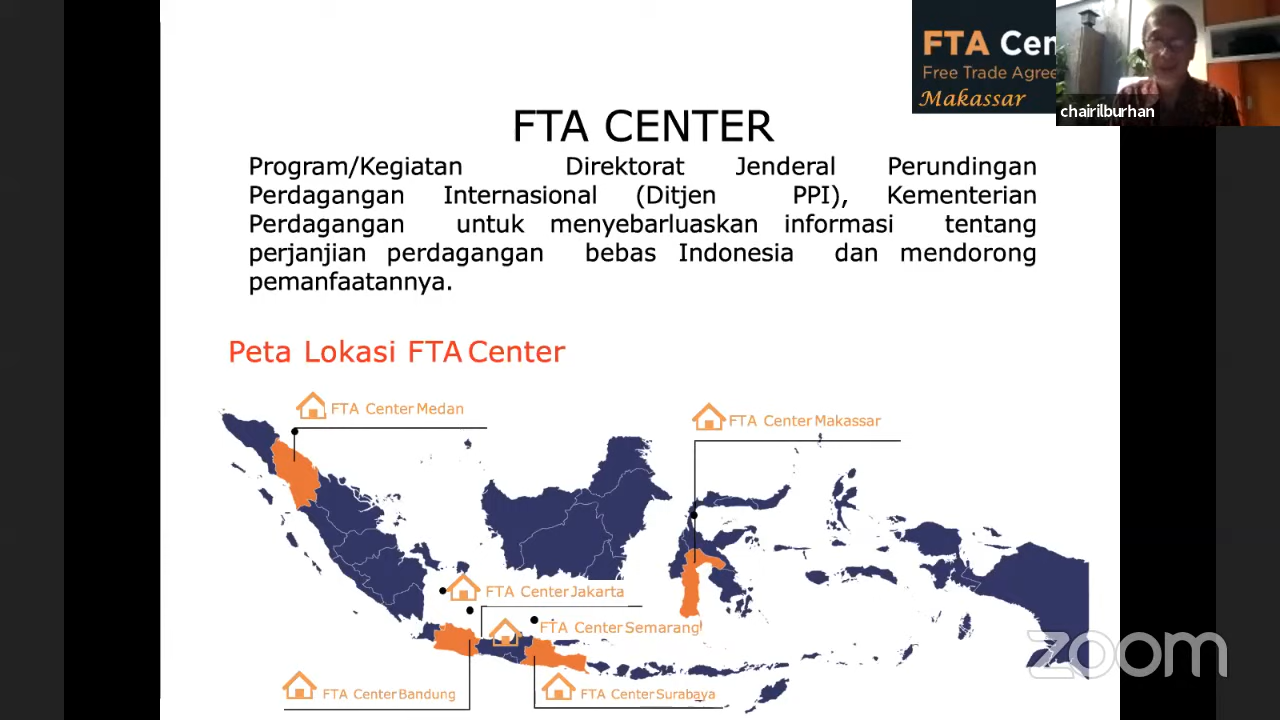 FTA Cen
Free Trade Agree
Makassar
chairilburhan
FTA CENTER
Program/Kegiatan Direktorat Jenderal Perundingan
Perdagangan Internasional (Ditjen PPI), Kementerian
Perdagangan untuk menyebarluaskan informasi tentang
perjanjian perdagangan bebas Indonesia dan mendorong
pemanfaatannya.
Peta Lokasi FTA Center
FTA Center Medan
FTA Center Makassar
FTA Center Jakarta
FTA Center Semarang
FTA Center Bandung
FTA Center Surabaya
zoom